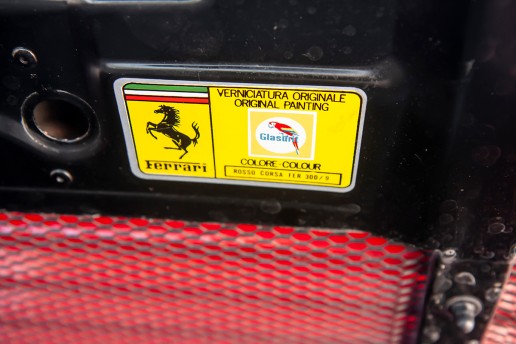 VERNICIATURA ORIGINALE
ORIGINAL PAINTING
Glasurit
COLORE-COLOUR
ROSSO CORSA FER 300/9
Ferrari